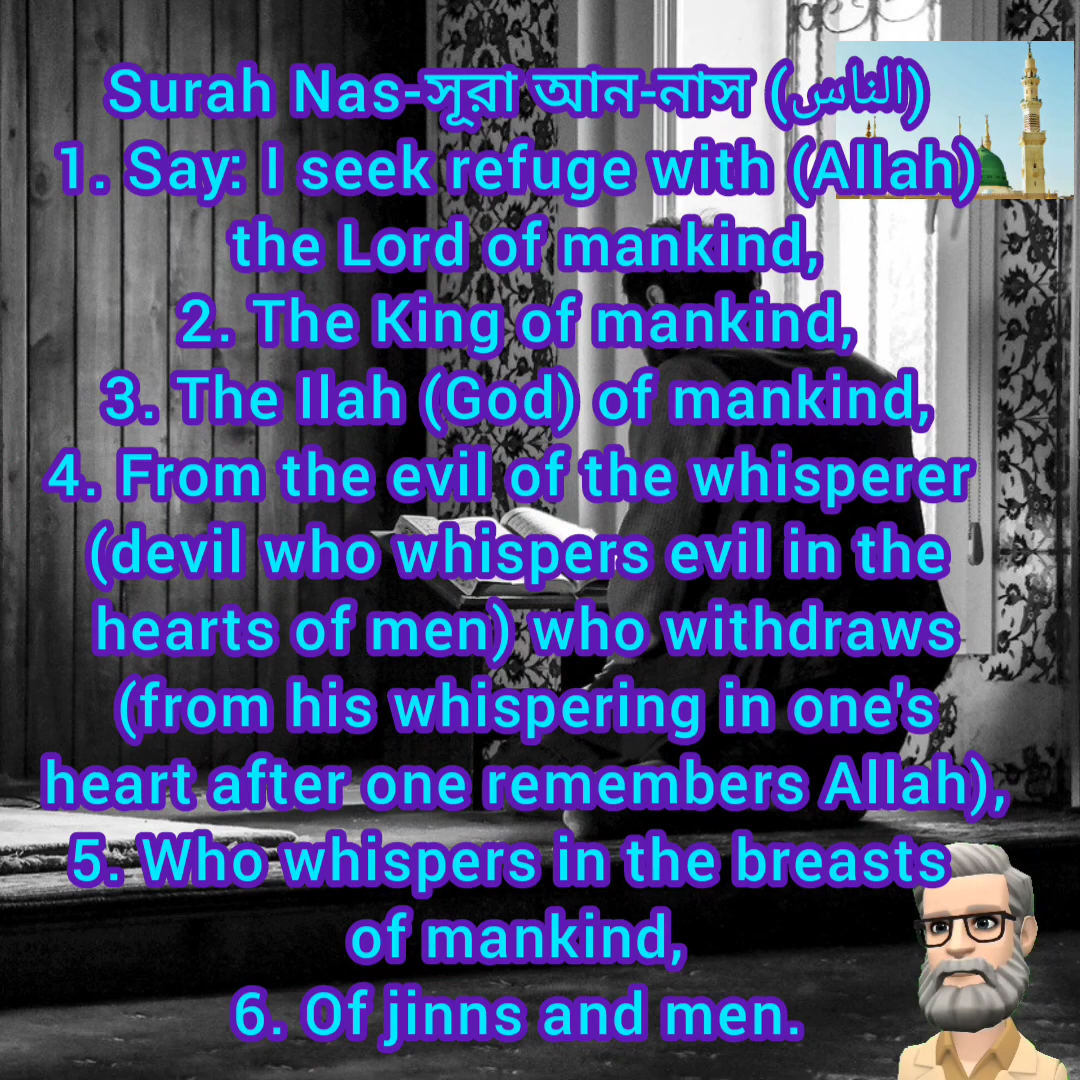 Surah Nas-সূরা আন-নাস (الناس)
1. Say: I seek refuge with (Allah)
the Lord of mankind,
2. The King of mankind,
3. The Ilah (God) of mankind,
4. From the evil of the whisperer
(devil who whispers evil in the
hearts of men) who withdraws
(from his whispering in one's
heart after one remembers Allah),
5. Who whispers in the breasts
of mankind,
6. Of jinns and men.